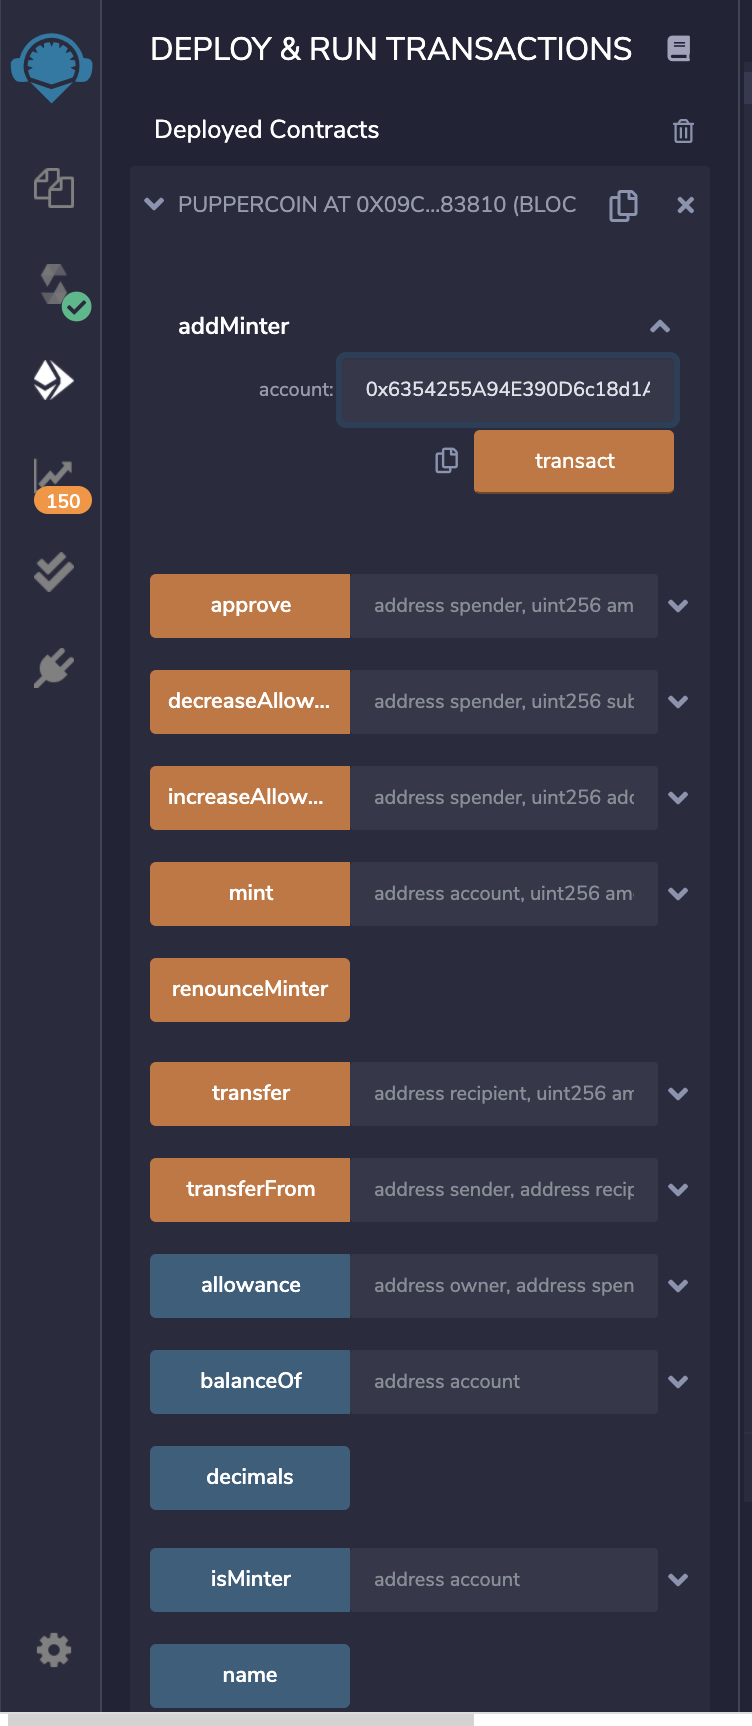 DEPLOY & RUN TRANSACTIONS
Deployed Contracts
PUPPERCOIN AT 0X09C...83810 (BLOC
addMinter
account: 0x6354255A94E390D6c18d1A
transact
150
approve address spender, uint256 am
decreaseAllow... address spender, uint256 sub
increaseAllow... address spender, uint256 add
mint address account, uint256 am
renounceMinter
transfer address recipient, uint256 am
transferFrom address sender, address recip
allowance address owner, address spen
balanceOf address account
decimals
isMinter address account
name